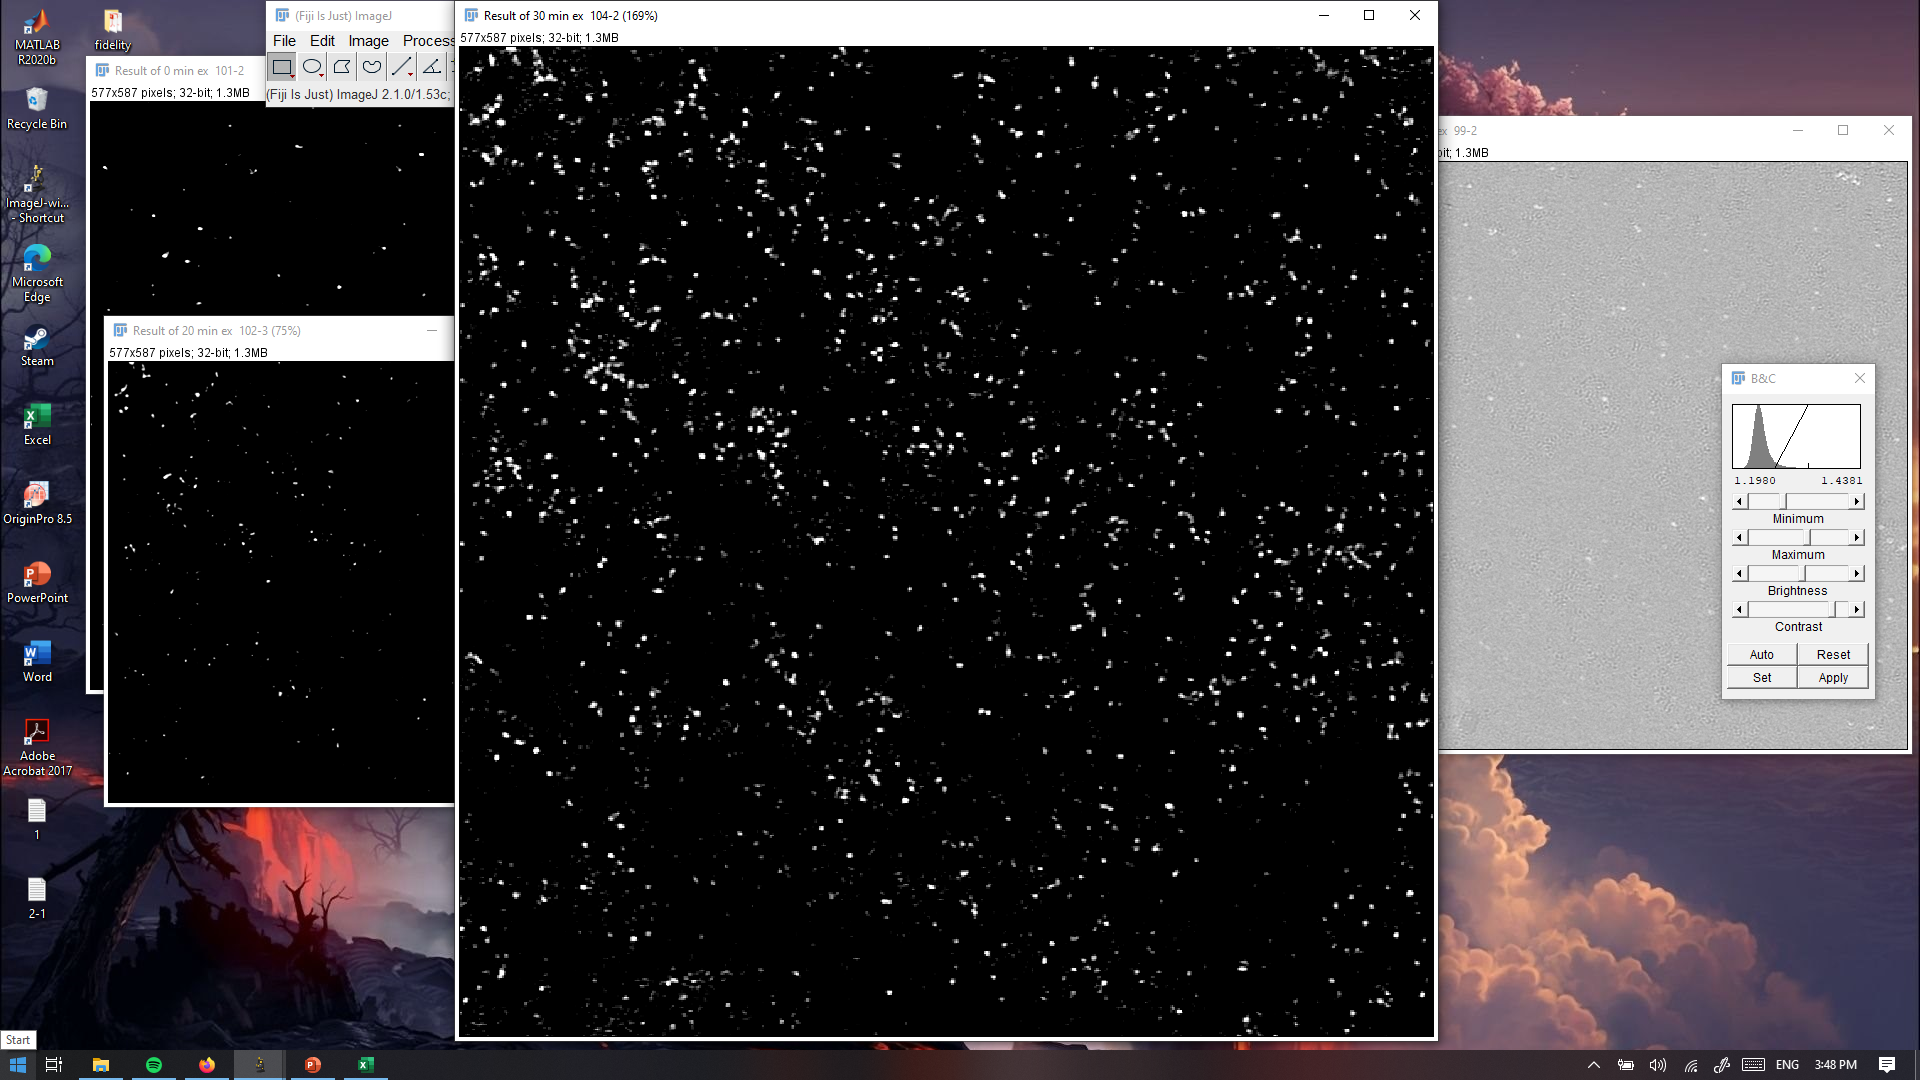 MATLAB
R2020b
fidelity
Recycle Bin
ImageJ-wi...
- Shortcut
Microsoft
Edge
Steam
Excel
OriginPro 8.5
PowerPoint
Word
Adobe
Acrobat 2017
1
2-1
Result of 0 min ex 101-2
577x587 pixels; 32-bit; 1.3MB
(Fiji Is Just) ImageJ
File Edit Image Process
(Fiji Is Just) ImageJ 2.1.0/1.53c;
Result of 20 min ex 102-3 (75%)
577x587 pixels; 32-bit; 1.3MB
Result of 30 min ex 104-2 (169%)
577x587 pixels; 32-bit; 1.3MB
ex 99-2
bit; 1.3MB
B&C
1.1980 1.4381
Minimum
Maximum
Brightness
Contrast
Auto Reset
Set Apply
Start
ENG 3:48 PM